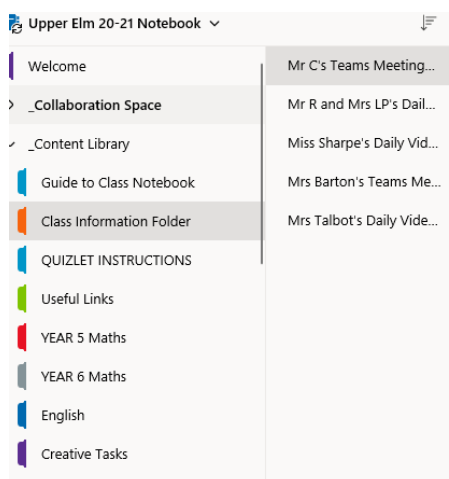 Upper Elm 20-21 Notebook
Welcome
_Collaboration Space
_Content Library
Guide to Class Notebook
Class Information Folder
QUIZLET INSTRUCTIONS
Useful Links
YEAR 5 Maths
YEAR 6 Maths
English
Creative Tasks
Mr C's Teams Meeting...
Mr R and Mrs LP's Dail...
Miss Sharpe's Daily Vid...
Mrs Barton's Teams Me...
Mrs Talbot's Daily Vide...